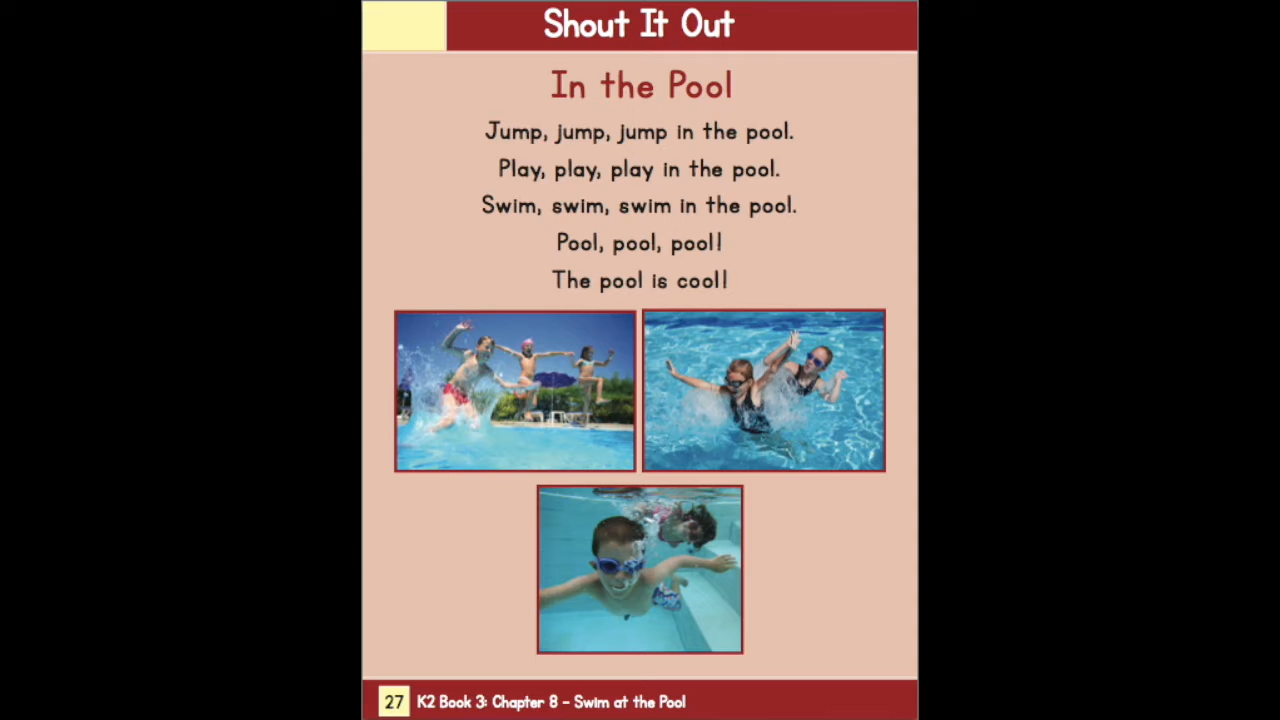 Shout It Out
In the Pool
Jump, jump, jump in the pool.
Play, play, play in the pool.
Swim, swim, swim in the pool.
Pool, pool, pool!
The pool is cool!
27 K2 Book 3: Chapter 8 - Swim at the Pool